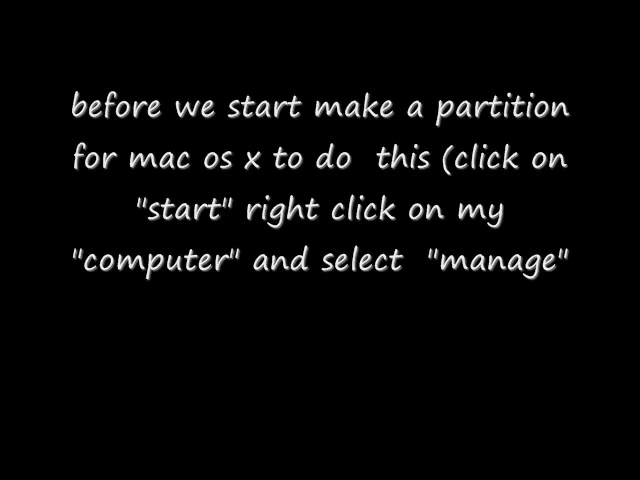 before we start make a partition
for mac os x to do  this (click on
"start" right click on my
"computer" and select  "manage"